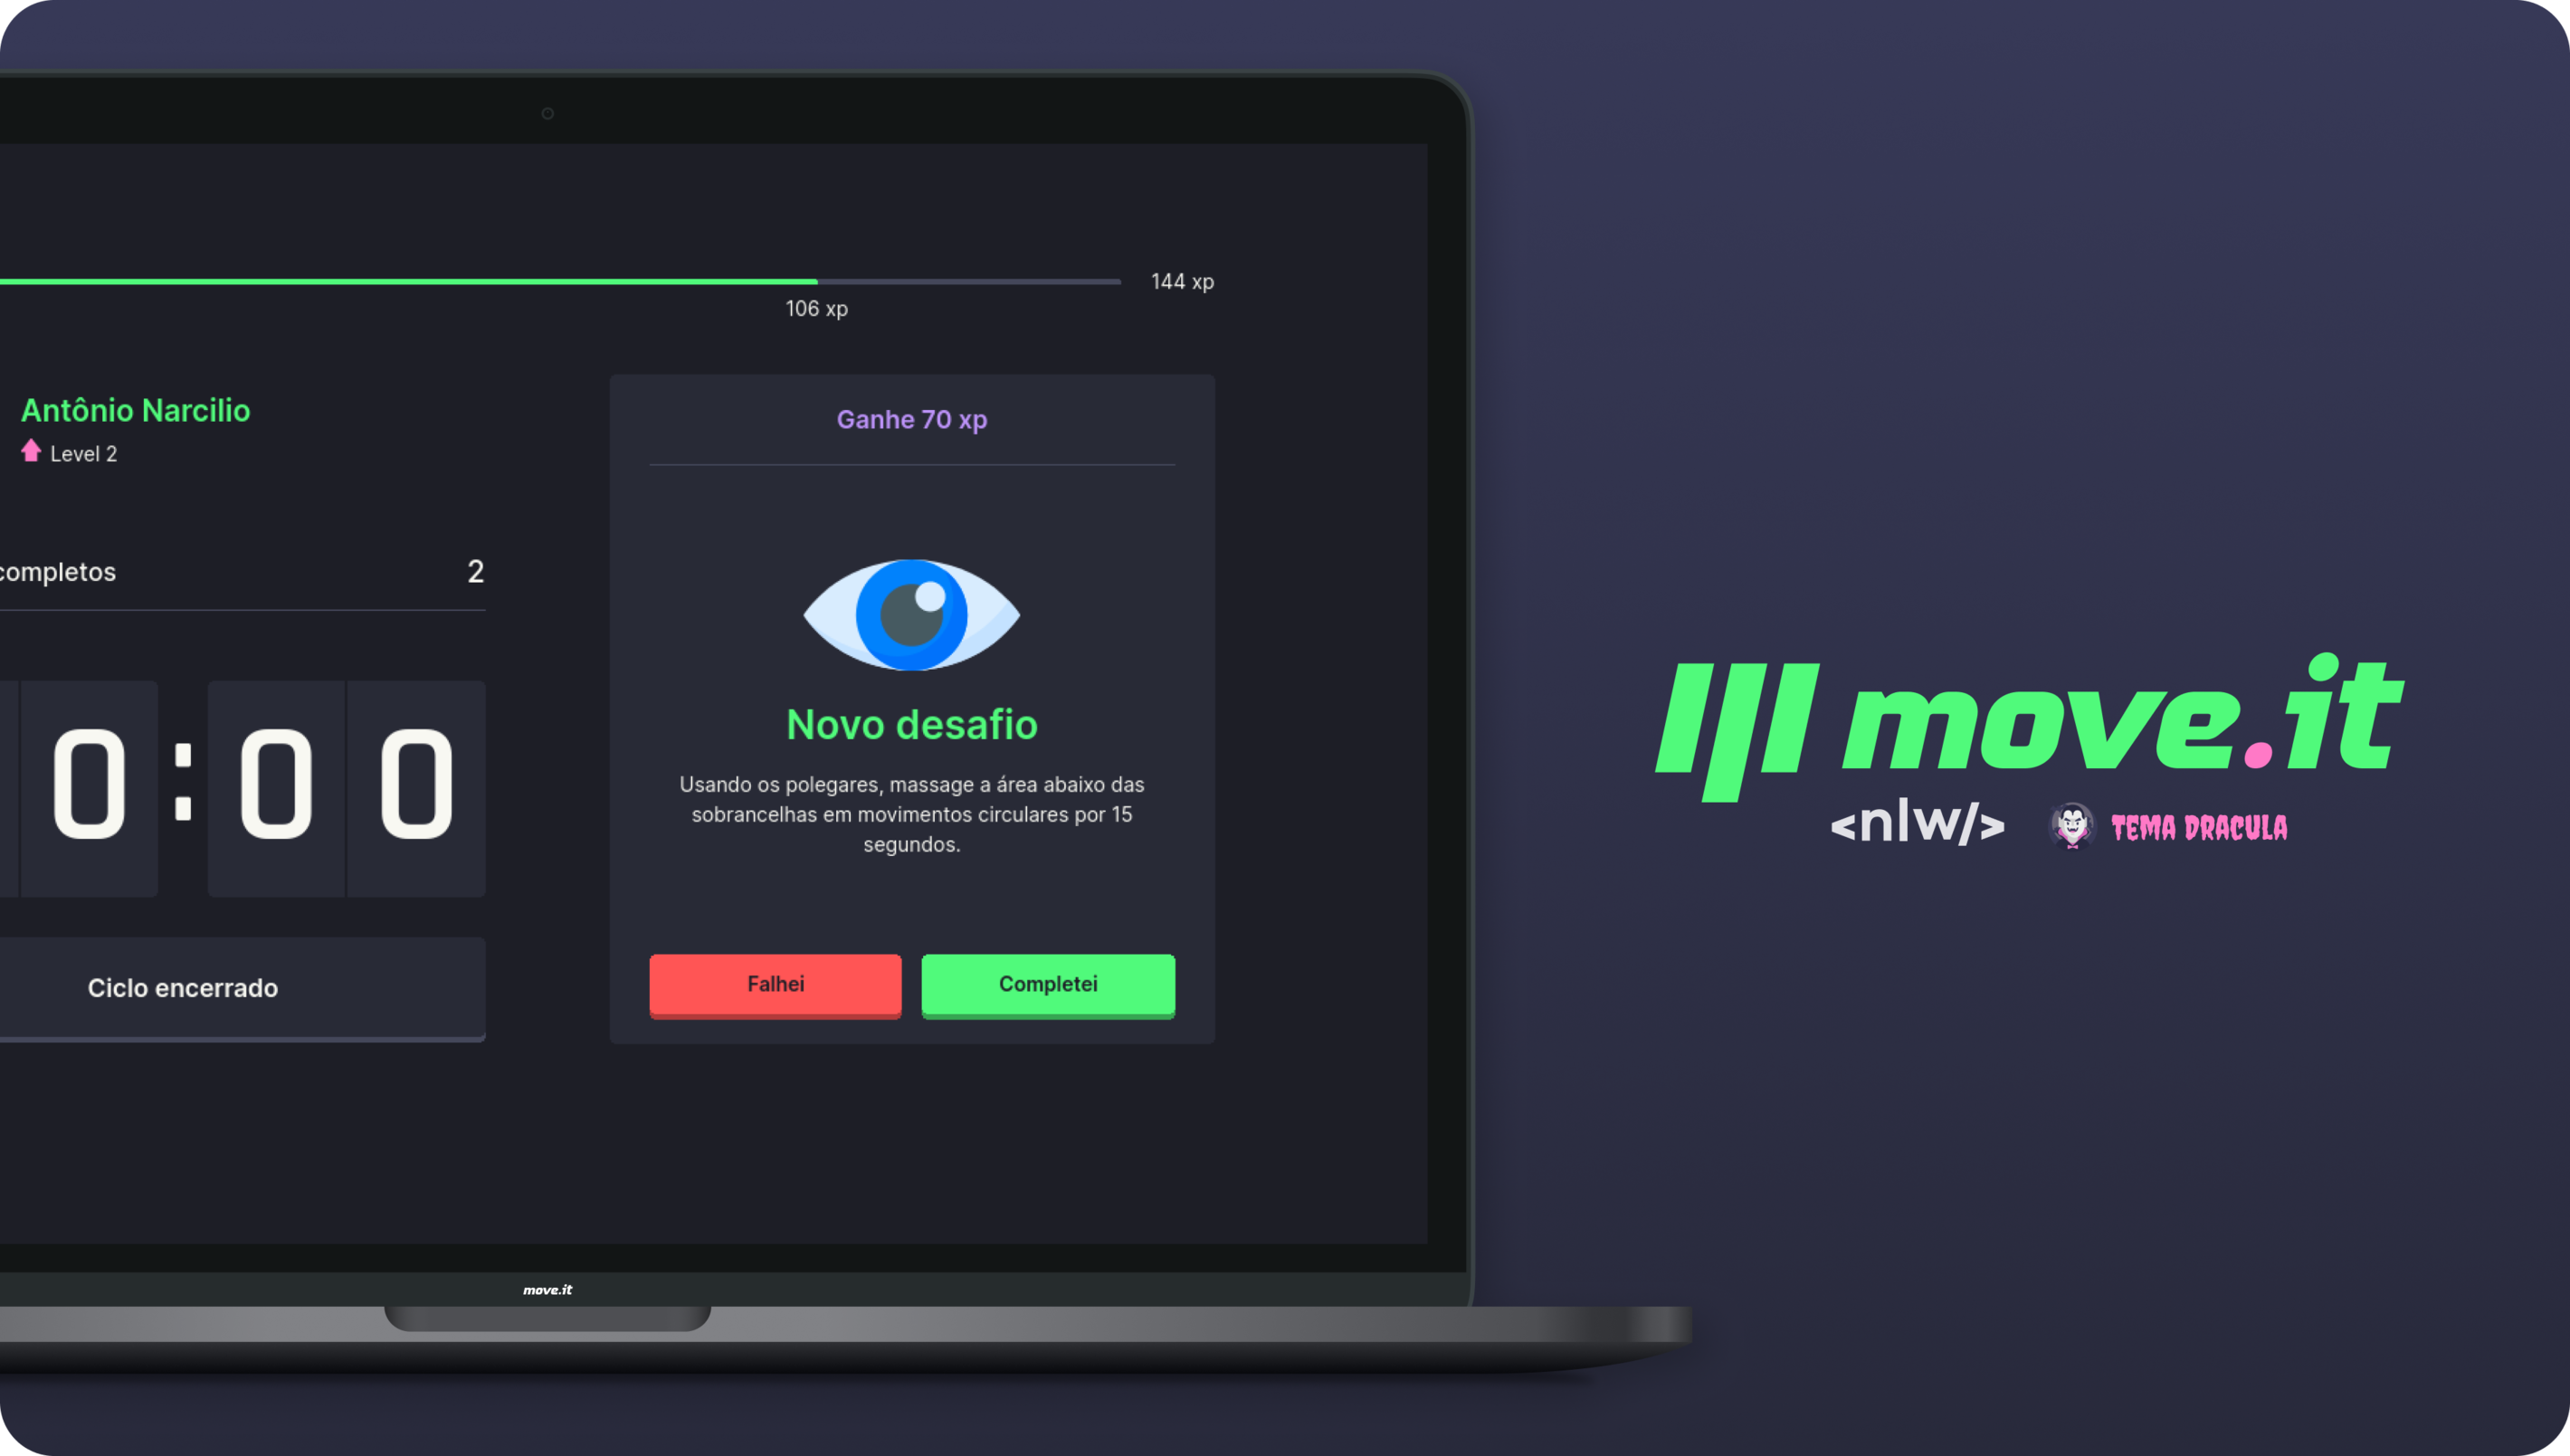 144 xp
106 xp
Antônio Narcilio
Level 2
completos
2
0:00
Ciclo encerrado
Ganhe 70 xp
Novo desafio
Usando os polegares, massage a área abaixo das
sobrancelhas em movimentos circulares por 15
segundos.
Falhei
Completei
move.it
move.it
<nlw/>
TEMA DRACULA